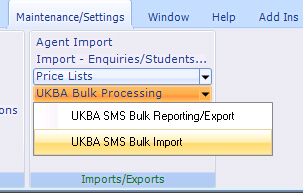 Maintenance/Settings Window Help Add Ins
Agent Import
Import - Enquiries/Students...
Price Lists
ons UKBA Bulk Processing
UKBA SMS Bulk Reporting/Export
UKBA SMS Bulk Import
Imports/Exports